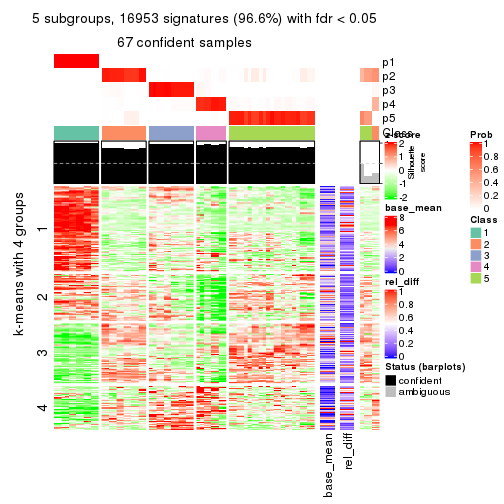 5 subgroups, 16953 signatures (96.6%) with fdr < 0.05
67 confident samples
p1
p2
p3
p4
p5
Class
Silhouette
score
k-means with 4 groups
1
2
3
4
base_mean
rel_diff
z-score
2
1
0
-1
-2
base_mean
8
6
4
2
0
rel_diff
1
0.8
0.6
0.4
0.2
0
Status (barplots)
confident
ambiguous
Prob
1
0.8
0.6
0.4
0.2
0
Class
1
2
3
4
5